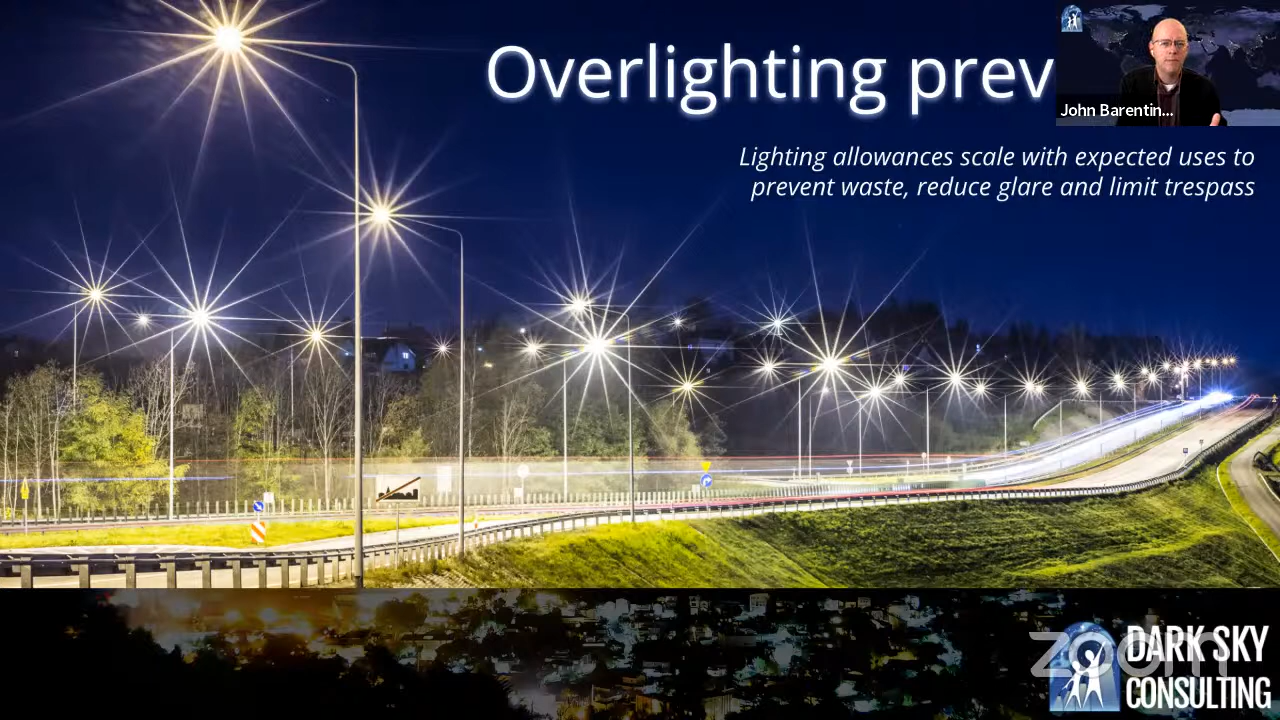 Overlighting prev
John Barentin...
Lighting allowances scale with expected uses to
prevent waste, reduce glare and limit trespass
zoom
DARK SKY
CONSULTING